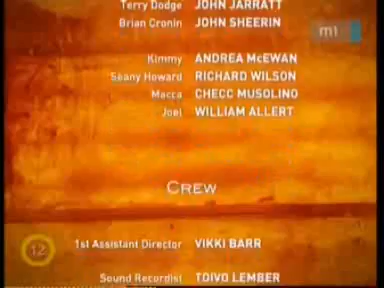 Terry Dodge JOHN JARRATT
Brian Cronin JOHN SHEERIN
m1
Kimmy ANDREA McEWAN
Seany Howard RICHARD WILSON
Macca CHECC MUSOLINO
Joel WILLIAM ALLERT
CREW
12
1st Assistant Director VIKKI BARR
Sound Recordist TOIVO LEMBER